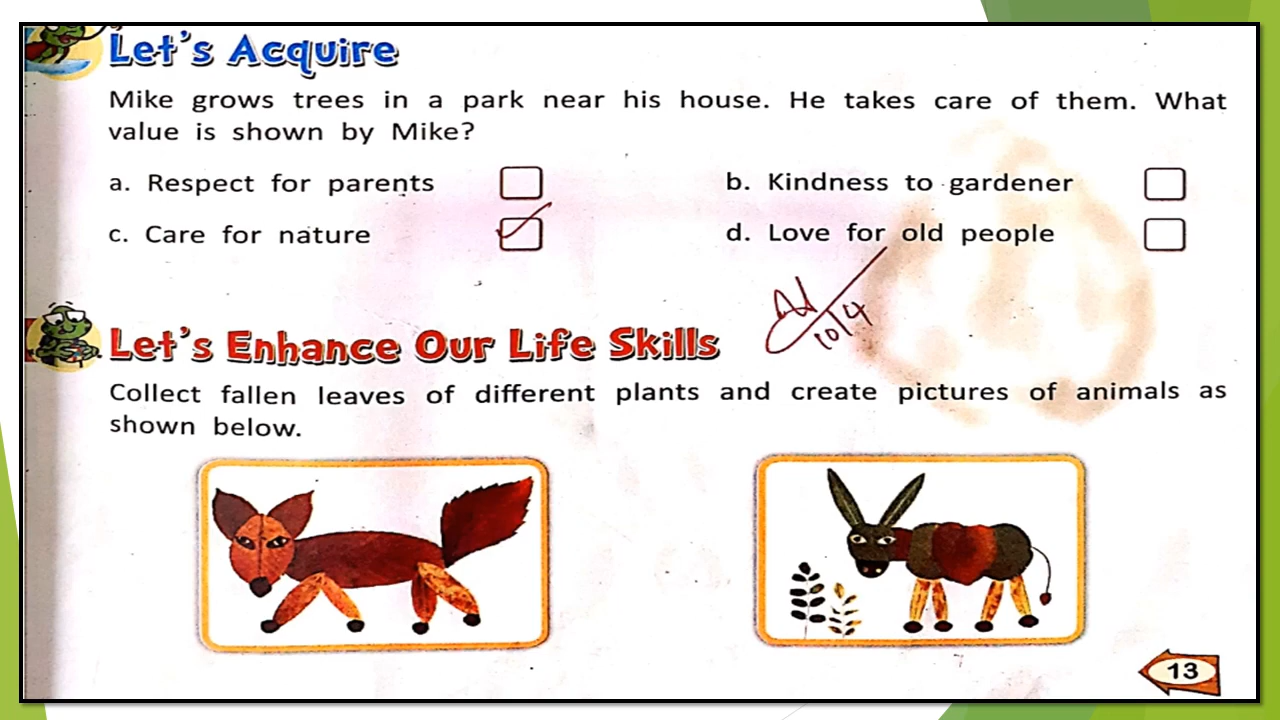 Let's Acquire
Mike grows trees in a park near his house. He takes care of them. What
value is shown by Mike?
a. Respect for parents
b. Kindness to gardener
c. Care for nature
d. Love for old people
10/4
Let's Enhance Our Life Skills
Collect fallen leaves of different plants and create pictures of animals as
shown below.
13